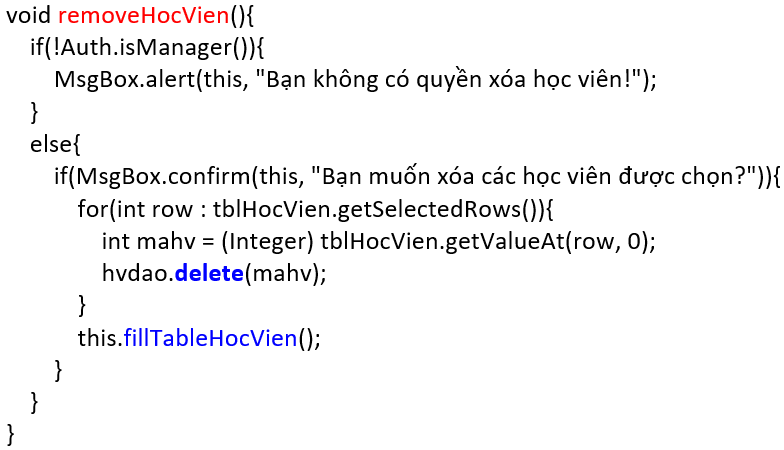 void removeHocVien(){
if(!Auth.isManager()){
MsgBox.alert(this, "Bạn không có quyền xóa học viên!");
}
else{
if(MsgBox.confirm(this, "Bạn muốn xóa các học viên được chọn?")){
for(int row : tblHocVien.getSelectedRows()){
int mahv = (Integer) tblHocVien.getValueAt(row, 0);
hvdao.delete(mahv);
}
this.fillTableHocVien();
}
}
}